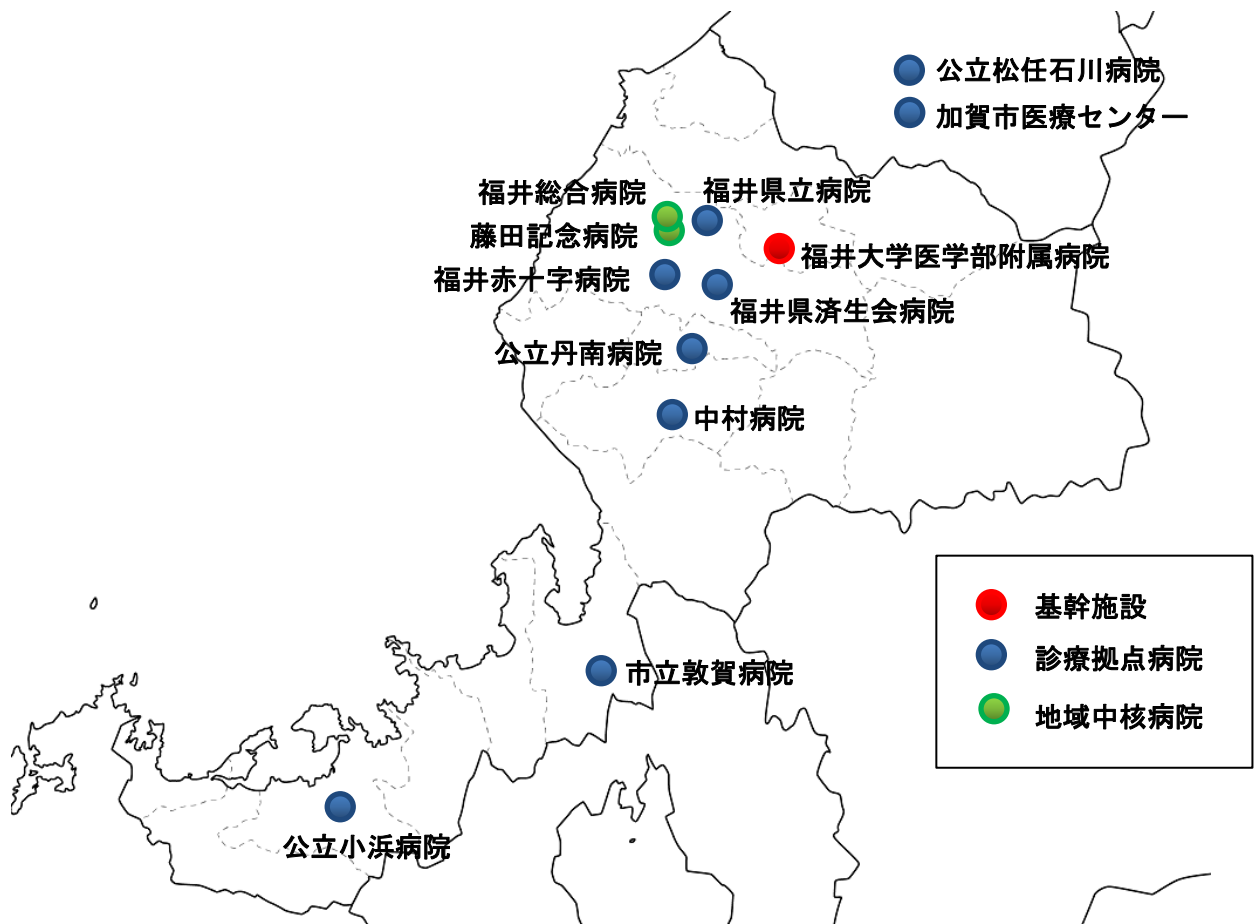 公立松任石川病院
加賀市医療センター
福井総合病院
福井県立病院
藤田記念病院
福井大学医学部附属病院
福井赤十字病院
福井県済生会病院
公立丹南病院
中村病院
基幹施設
診療拠点病院
市立敦賀病院
地域中核病院
公立小浜病院